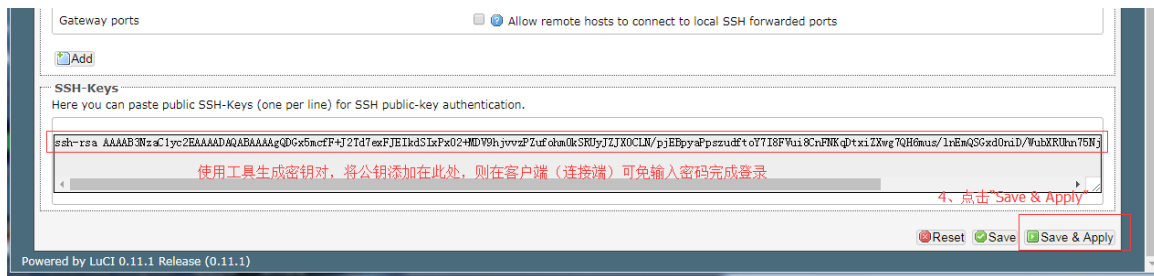 Gateway ports
Allow remote hosts to connect to local SSH forwarded ports
Add
SSH-Keys
Here you can paste public SSH-Keys (one per line) for SSH public-key authentication.
ssh-rsa
使用工具生成密钥对，将公钥添加在此处，则在客户端（连接端）可免输入密码完成登录
4、点击"Save & Apply"
Reset Save Save & Apply
Powered by LuCI 0.11.1 Release (0.11.1)